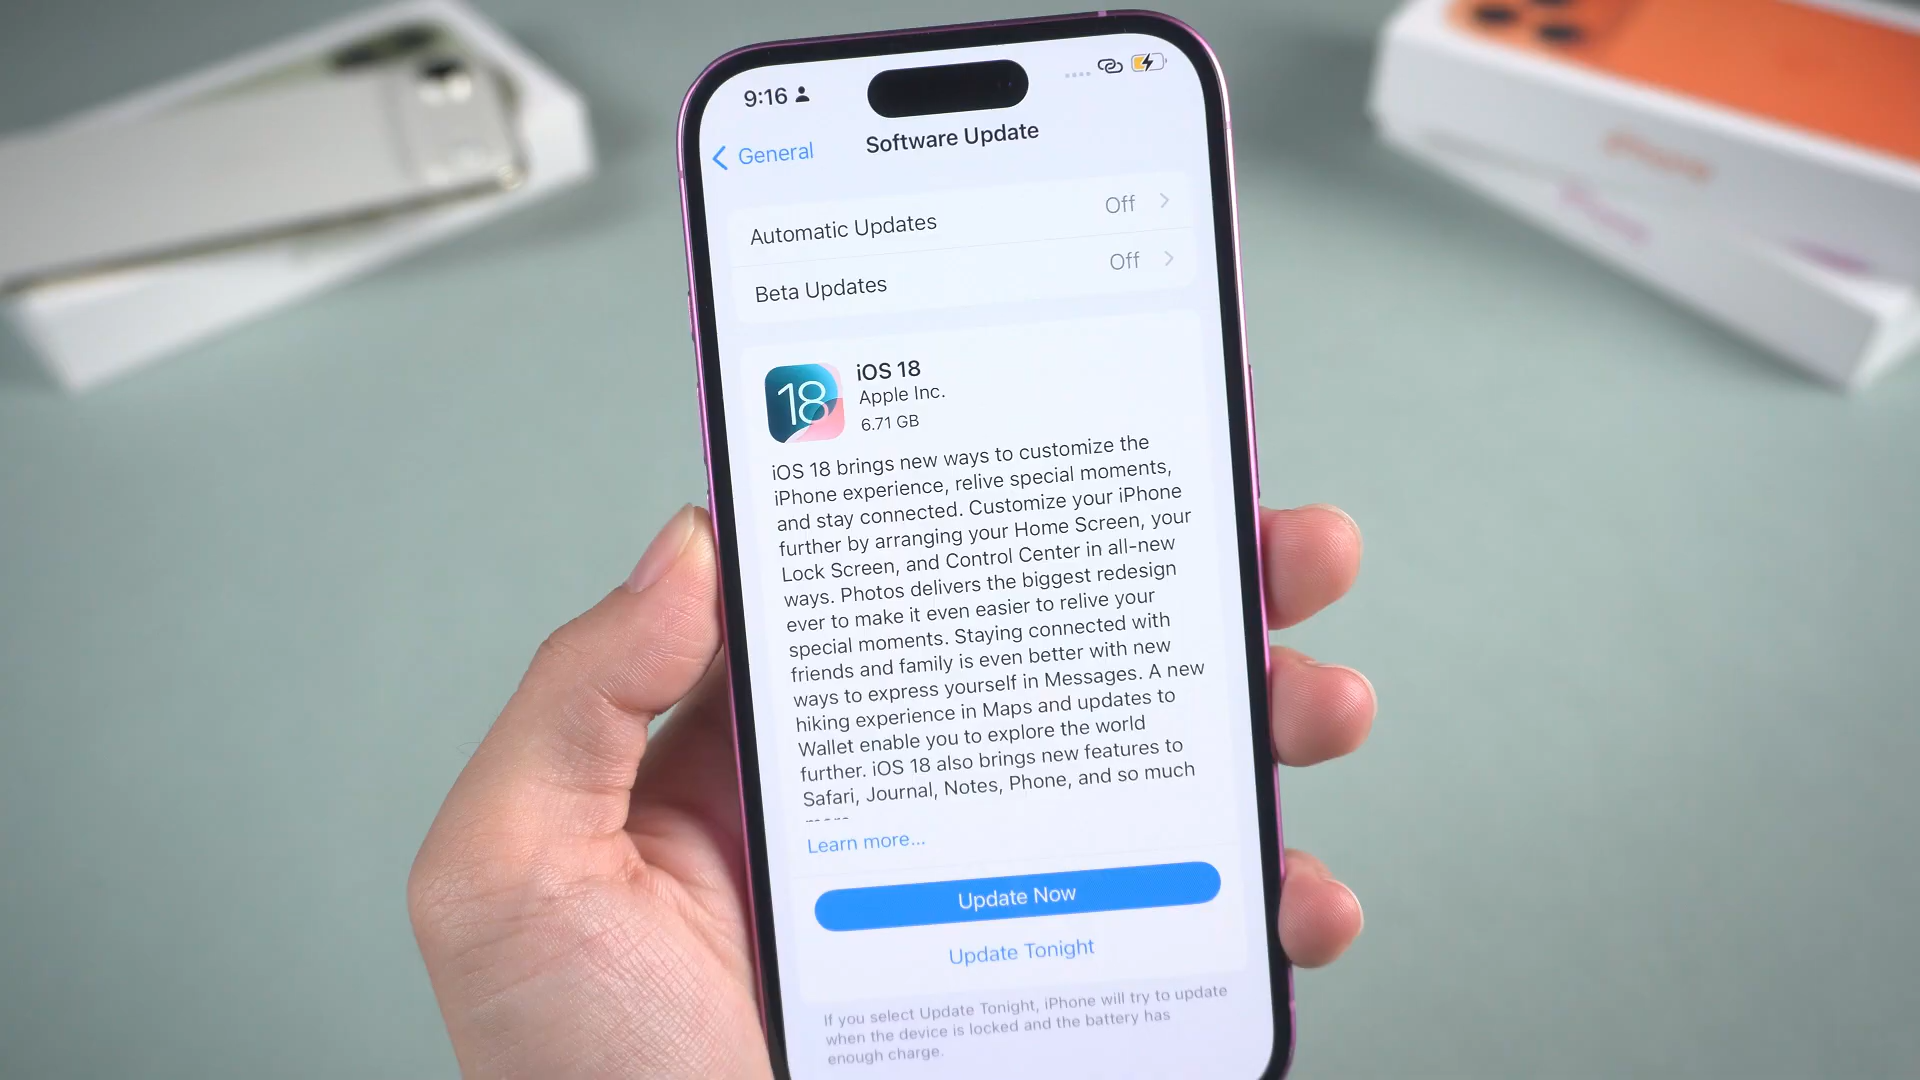 9:16
General
Software Update
Automatic Updates Off
Beta Updates Off
18
iOS 18
Apple Inc.
6.71 GB
iOS 18 brings new ways to customize the
iPhone experience, relive special moments,
and stay connected. Customize your iPhone
further by arranging your Home Screen, your
Lock Screen, and Control Center in all-new
ways. Photos delivers the biggest redesign
ever to make it even easier to relive your
special moments. Staying connected with
friends and family is even better with new
ways to express yourself in Messages. A new
hiking experience in Maps and updates to
Wallet enable you to explore the world
further. iOS 18 also brings new features to
Safari, Journal, Notes, Phone, and so much
Learn more...
Update Now
Update Tonight
If you select Update Tonight, iPhone will try to update
when the device is locked and the battery has
enough charge.
iPhone
iPhone